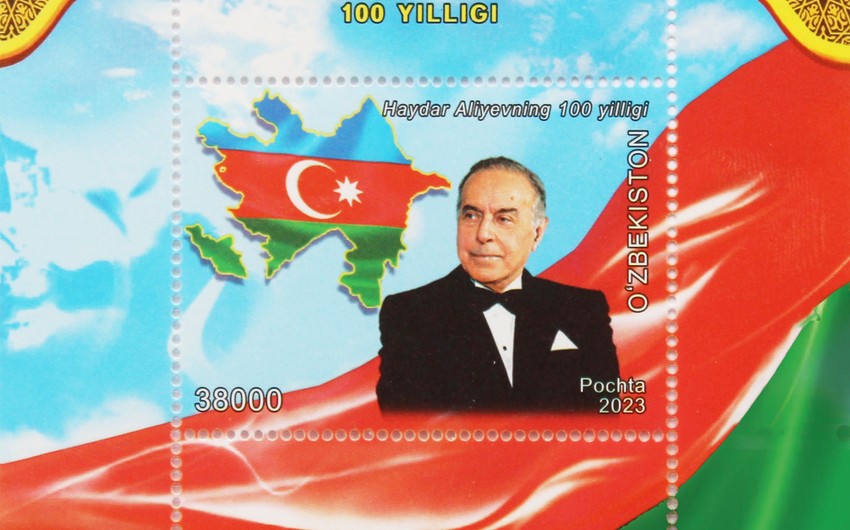 100 YILLIGI
Haydar Aliyevning 100 yilligi
O‘ZBEKISTON
38000
Pochta
2023